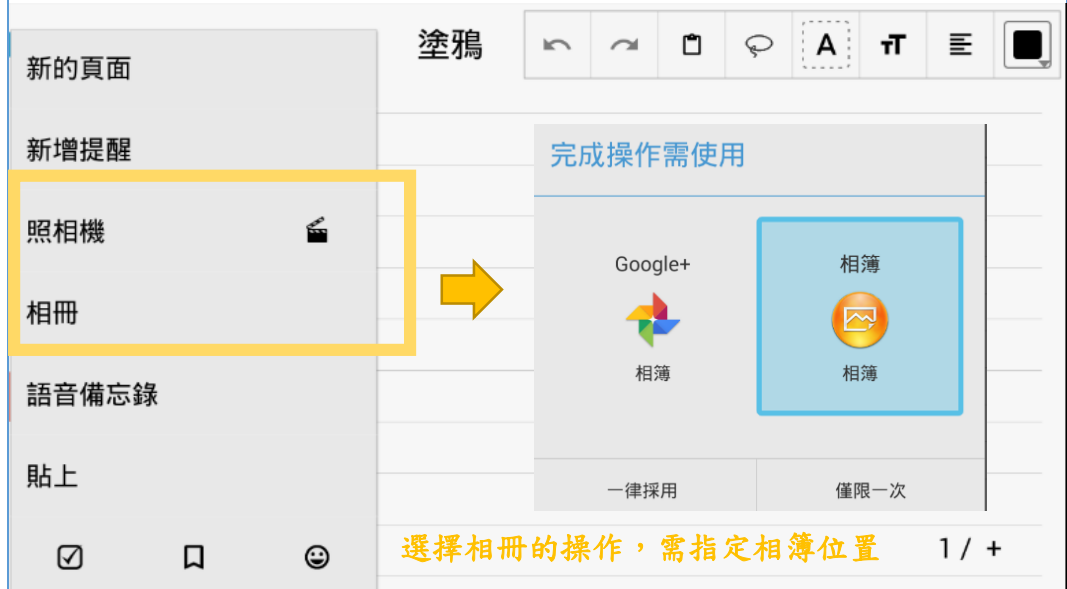 新的頁面
新增提醒
照相機
相冊
語音備忘錄
貼上
塗鴉
A
TT
完成操作需使用
Google+
相簿
相簿
相簿
一律採用
僅限一次
選擇相冊的操作，需指定相簿位置
1 / +